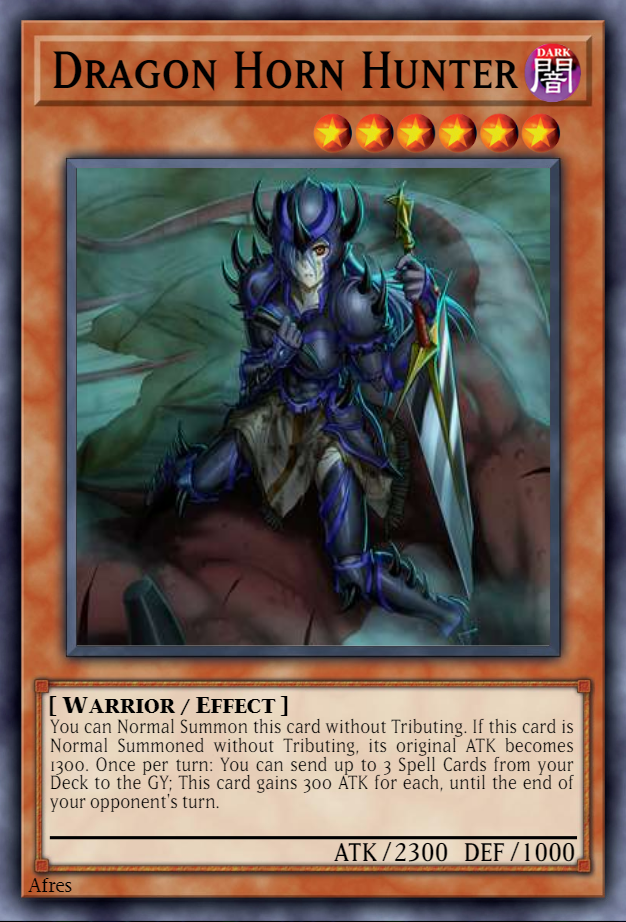 Dragon Horn Hunter
DARK
闇
[ Warrior / Effect ]
You can Normal Summon this card without Tributing. If this card is
Normal Summoned without Tributing, its original ATK becomes
1300. Once per turn: You can send up to 3 Spell Cards from your
Deck to the GY; This card gains 300 ATK for each, until the end of
your opponent's turn.
ATK/2300 DEF/1000
Afres